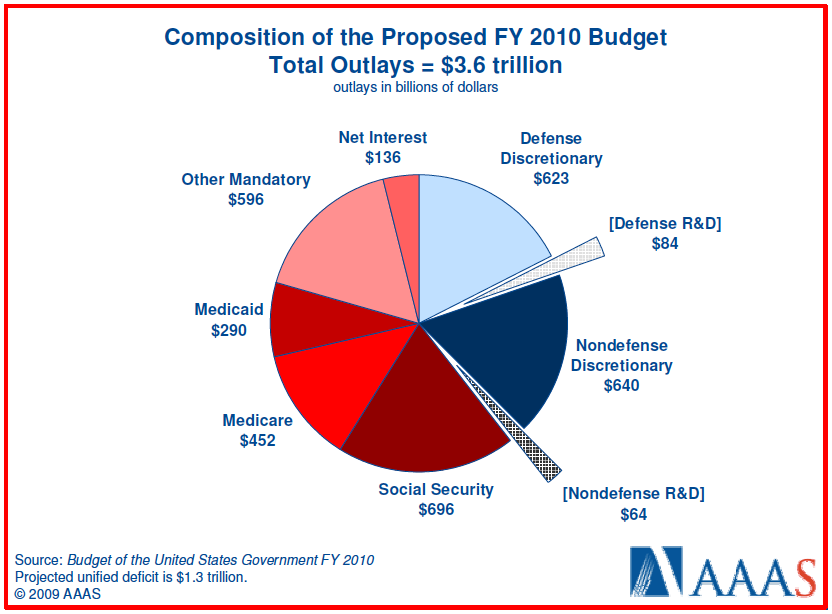 Composition of the Proposed FY 2010 Budget
Total Outlays = $3.6 trillion
outlays in billions of dollars
Net Interest
$136
Defense
Discretionary
$623
Other Mandatory
$596
[Defense R&D]
$84
Medicaid
$290
Nondefense
Discretionary
$640
Medicare
$452
Social Security
$696
[Nondefense R&D]
$64
Source: Budget of the United States Government FY 2010
Projected unified deficit is $1.3 trillion.
© 2009 AAAS
AAAS